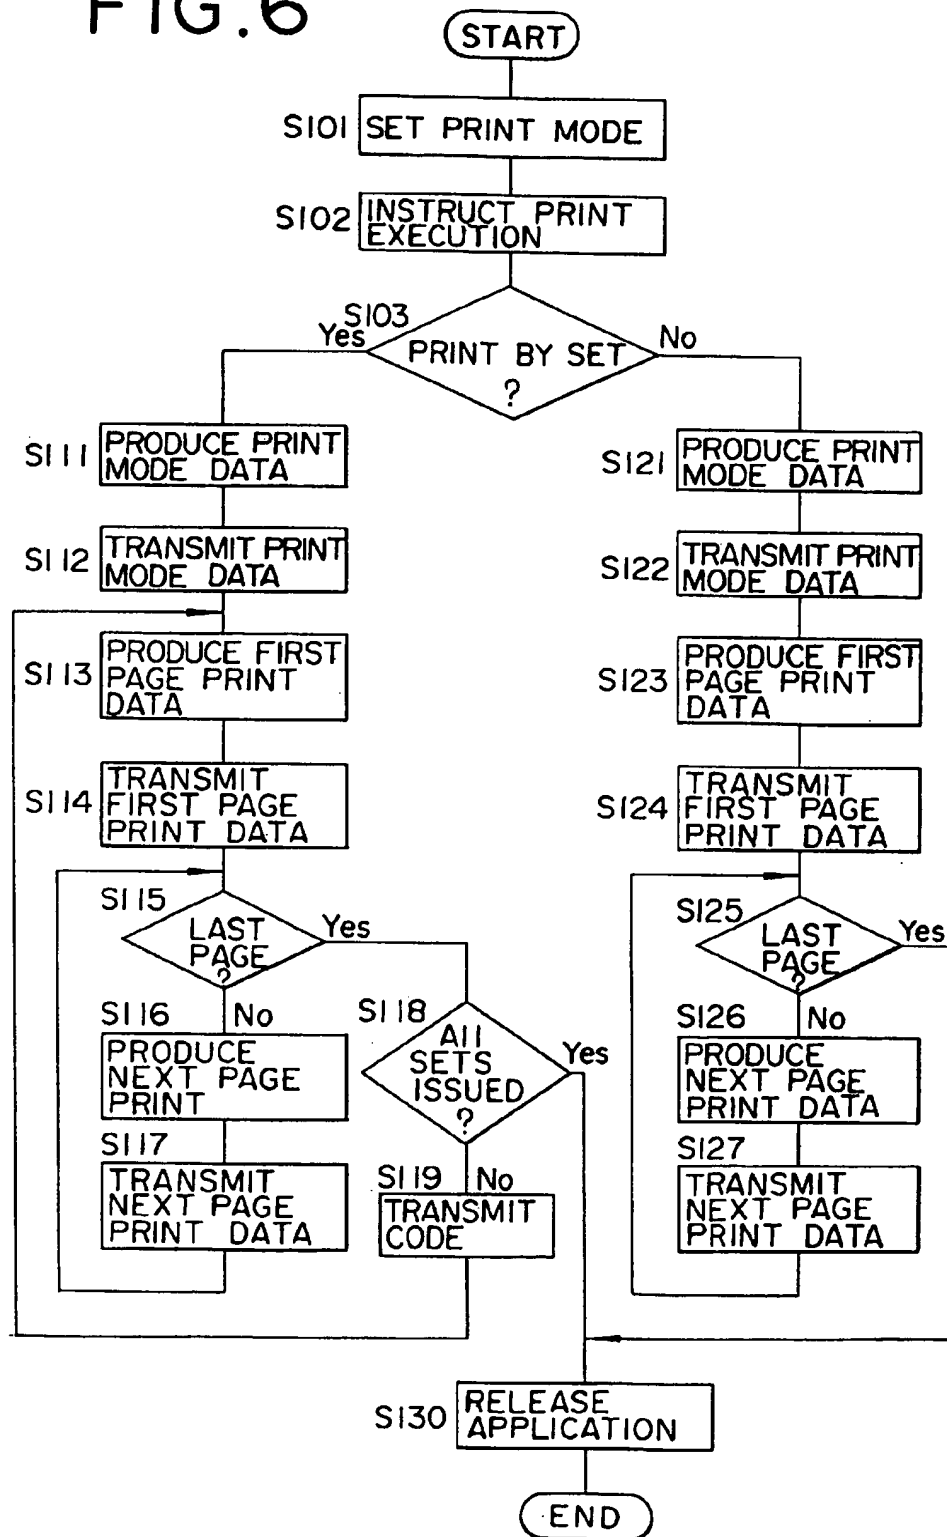 FIG.6
START
S101
SET PRINT MODE
S102
INSTRUCT PRINT
EXECUTION
S103
Yes
No
PRINT BY SET
?
S111
PRODUCE PRINT
MODE DATA
S112
TRANSMIT PRINT
MODE DATA
S113
PRODUCE FIRST
PAGE PRINT
DATA
S114
TRANSMIT
FIRST PAGE
PRINT DATA
S115
LAST
PAGE
?
Yes
S116
No
PRODUCE
NEXT PAGE
PRINT
S117
TRANSMIT
NEXT PAGE
PRINT DATA
S118
All
SETS
ISSUED
?
Yes
S119
No
TRANSMIT
CODE
S121
PRODUCE PRINT
MODE DATA
S122
TRANSMIT PRINT
MODE DATA
S123
PRODUCE FIRST
PAGE PRINT
DATA
S124
TRANSMIT
FIRST PAGE
PRINT DATA
S125
LAST
PAGE
?
Yes
S126
No
PRODUCE
NEXT PAGE
PRINT DATA
S127
TRANSMIT
NEXT PAGE
PRINT DATA
S130
RELEASE
APPLICATION
END